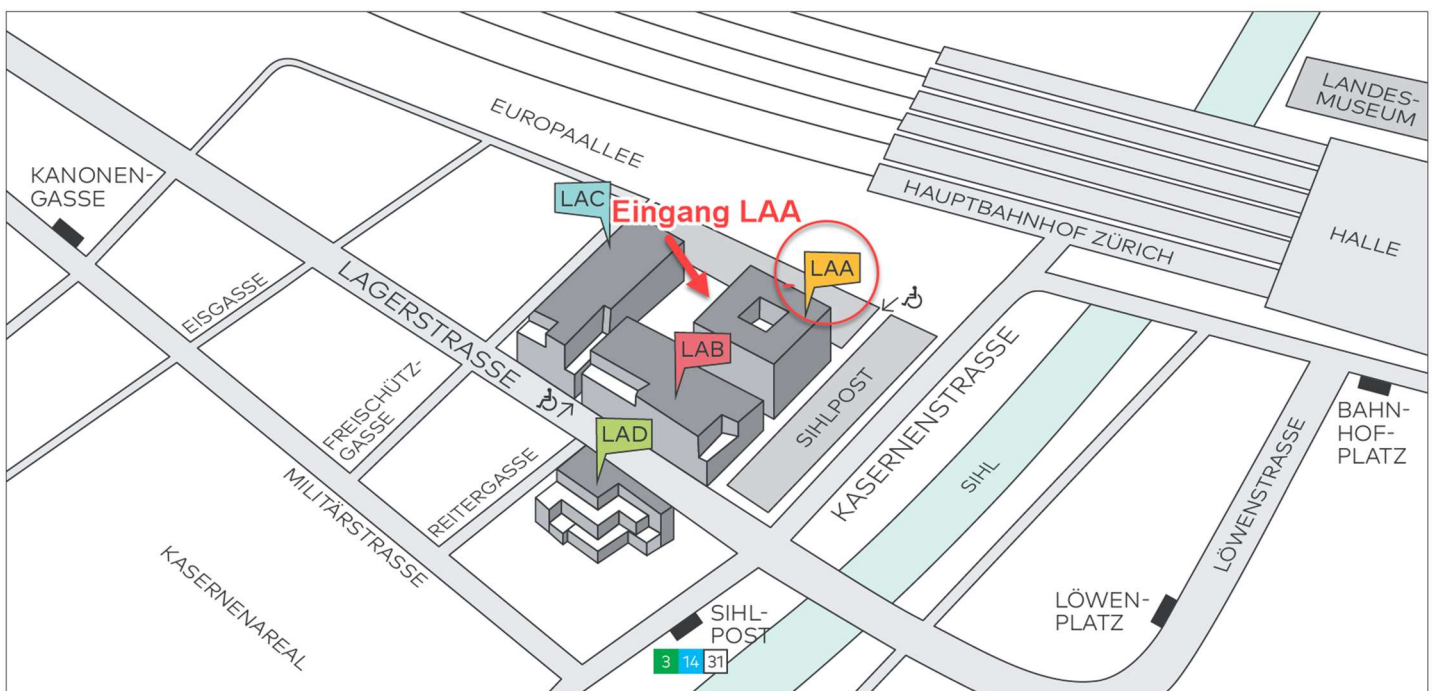 LANDES-
MUSEUM
EUROPAALLEE
KANONEN-
GASSE
LAC
Eingang LAA
HAUPTBAHNHOF ZÜRICH
HALLE
LAA
LAGERSTRASSE
EISGASSE
LAB
FREISCHÜTZ-
GASSE
SIHLPOST
KASERNENSTRASSE
BAHN-
HOF-
PLATZ
LAD
MILITÄRSTRASSE
REITERGASSE
SIHL
LÖWENSTRASSE
KASERNENAREAL
SIHL-
POST
3 14 31
LÖWEN-
PLATZ